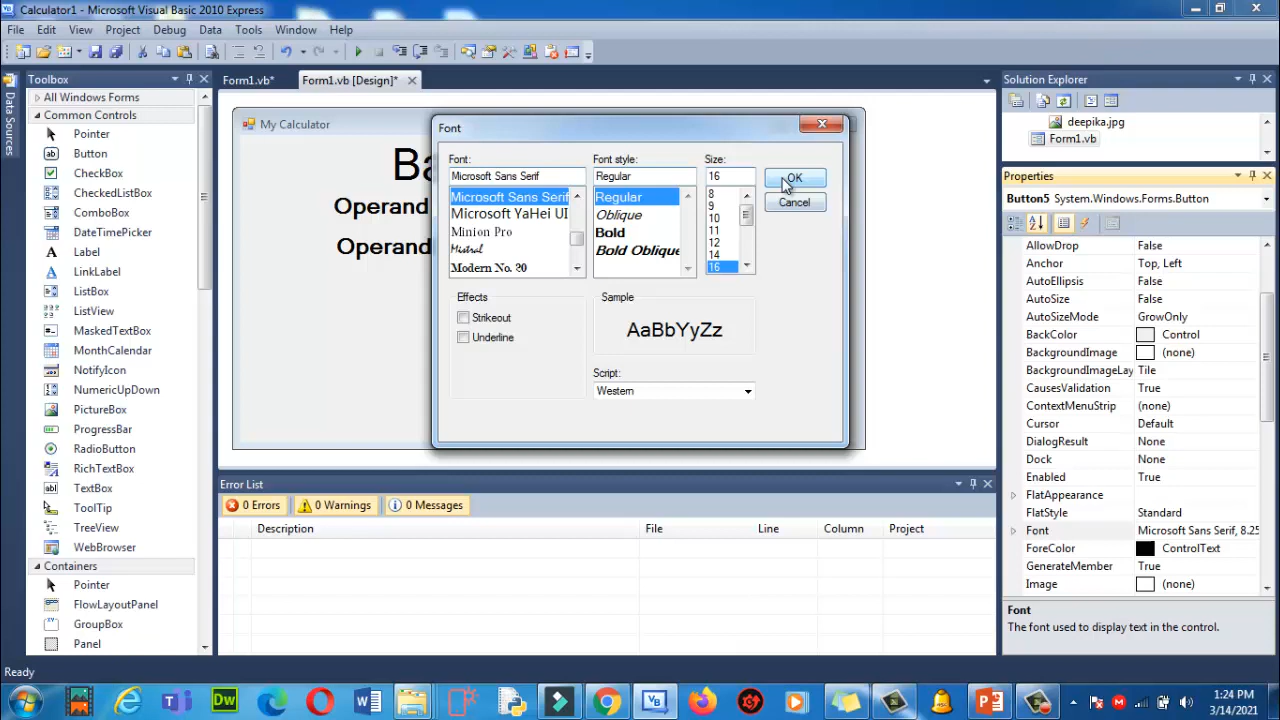 Calculator1 - Microsoft Visual Basic 2010 Express
File Edit View Project Debug Data Tools Window Help
Toolbox
Form1.vb*
Form1.vb [Design]*
Solution Explorer
Data Sources
All Windows Forms
Common Controls
Pointer
Button
CheckBox
CheckedListBox
ComboBox
DateTimePicker
A Label
A LinkLabel
ListBox
ListView
MaskedTextBox
MonthCalendar
NotifyIcon
NumericUpDown
PictureBox
ProgressBar
RadioButton
RichTextBox
abl TextBox
ToolTip
TreeView
WebBrowser
Containers
Pointer
FlowLayoutPanel
GroupBox
Panel
My Calculator
Ba
Operand
Operand
Font
Font:
Microsoft Sans Serif
Microsoft Sans Serif
Microsoft YaHei UI
Minion Pro
Mistral
Modern No. 20
Font style:
Regular
Regular
Oblique
Bold
Bold Oblique
Size:
16
8
9
10
11
12
14
16
OK
Cancel
Effects
Strikeout
Underline
Sample
AaBbYyZz
Script:
Western
Error List
0 Errors
0 Warnings
0 Messages
Description File Line Column Project
deepika.jpg
Form1.vb
Properties
Button5 System.Windows.Forms.Button
AllowDrop False
Anchor Top, Left
AutoEllipsis False
AutoSize False
AutoSizeMode GrowOnly
BackColor Control
BackgroundImage (none)
BackgroundImageLay Tile
CausesValidation True
ContextMenuStrip (none)
Cursor Default
DialogResult None
Dock None
Enabled True
FlatAppearance
FlatStyle Standard
Font Microsoft Sans Serif, 8.25
ForeColor ControlText
GenerateMember True
Image (none)
Font
The font used to display text in the control.
Ready
Dw
1:24 PM
3/14/2021